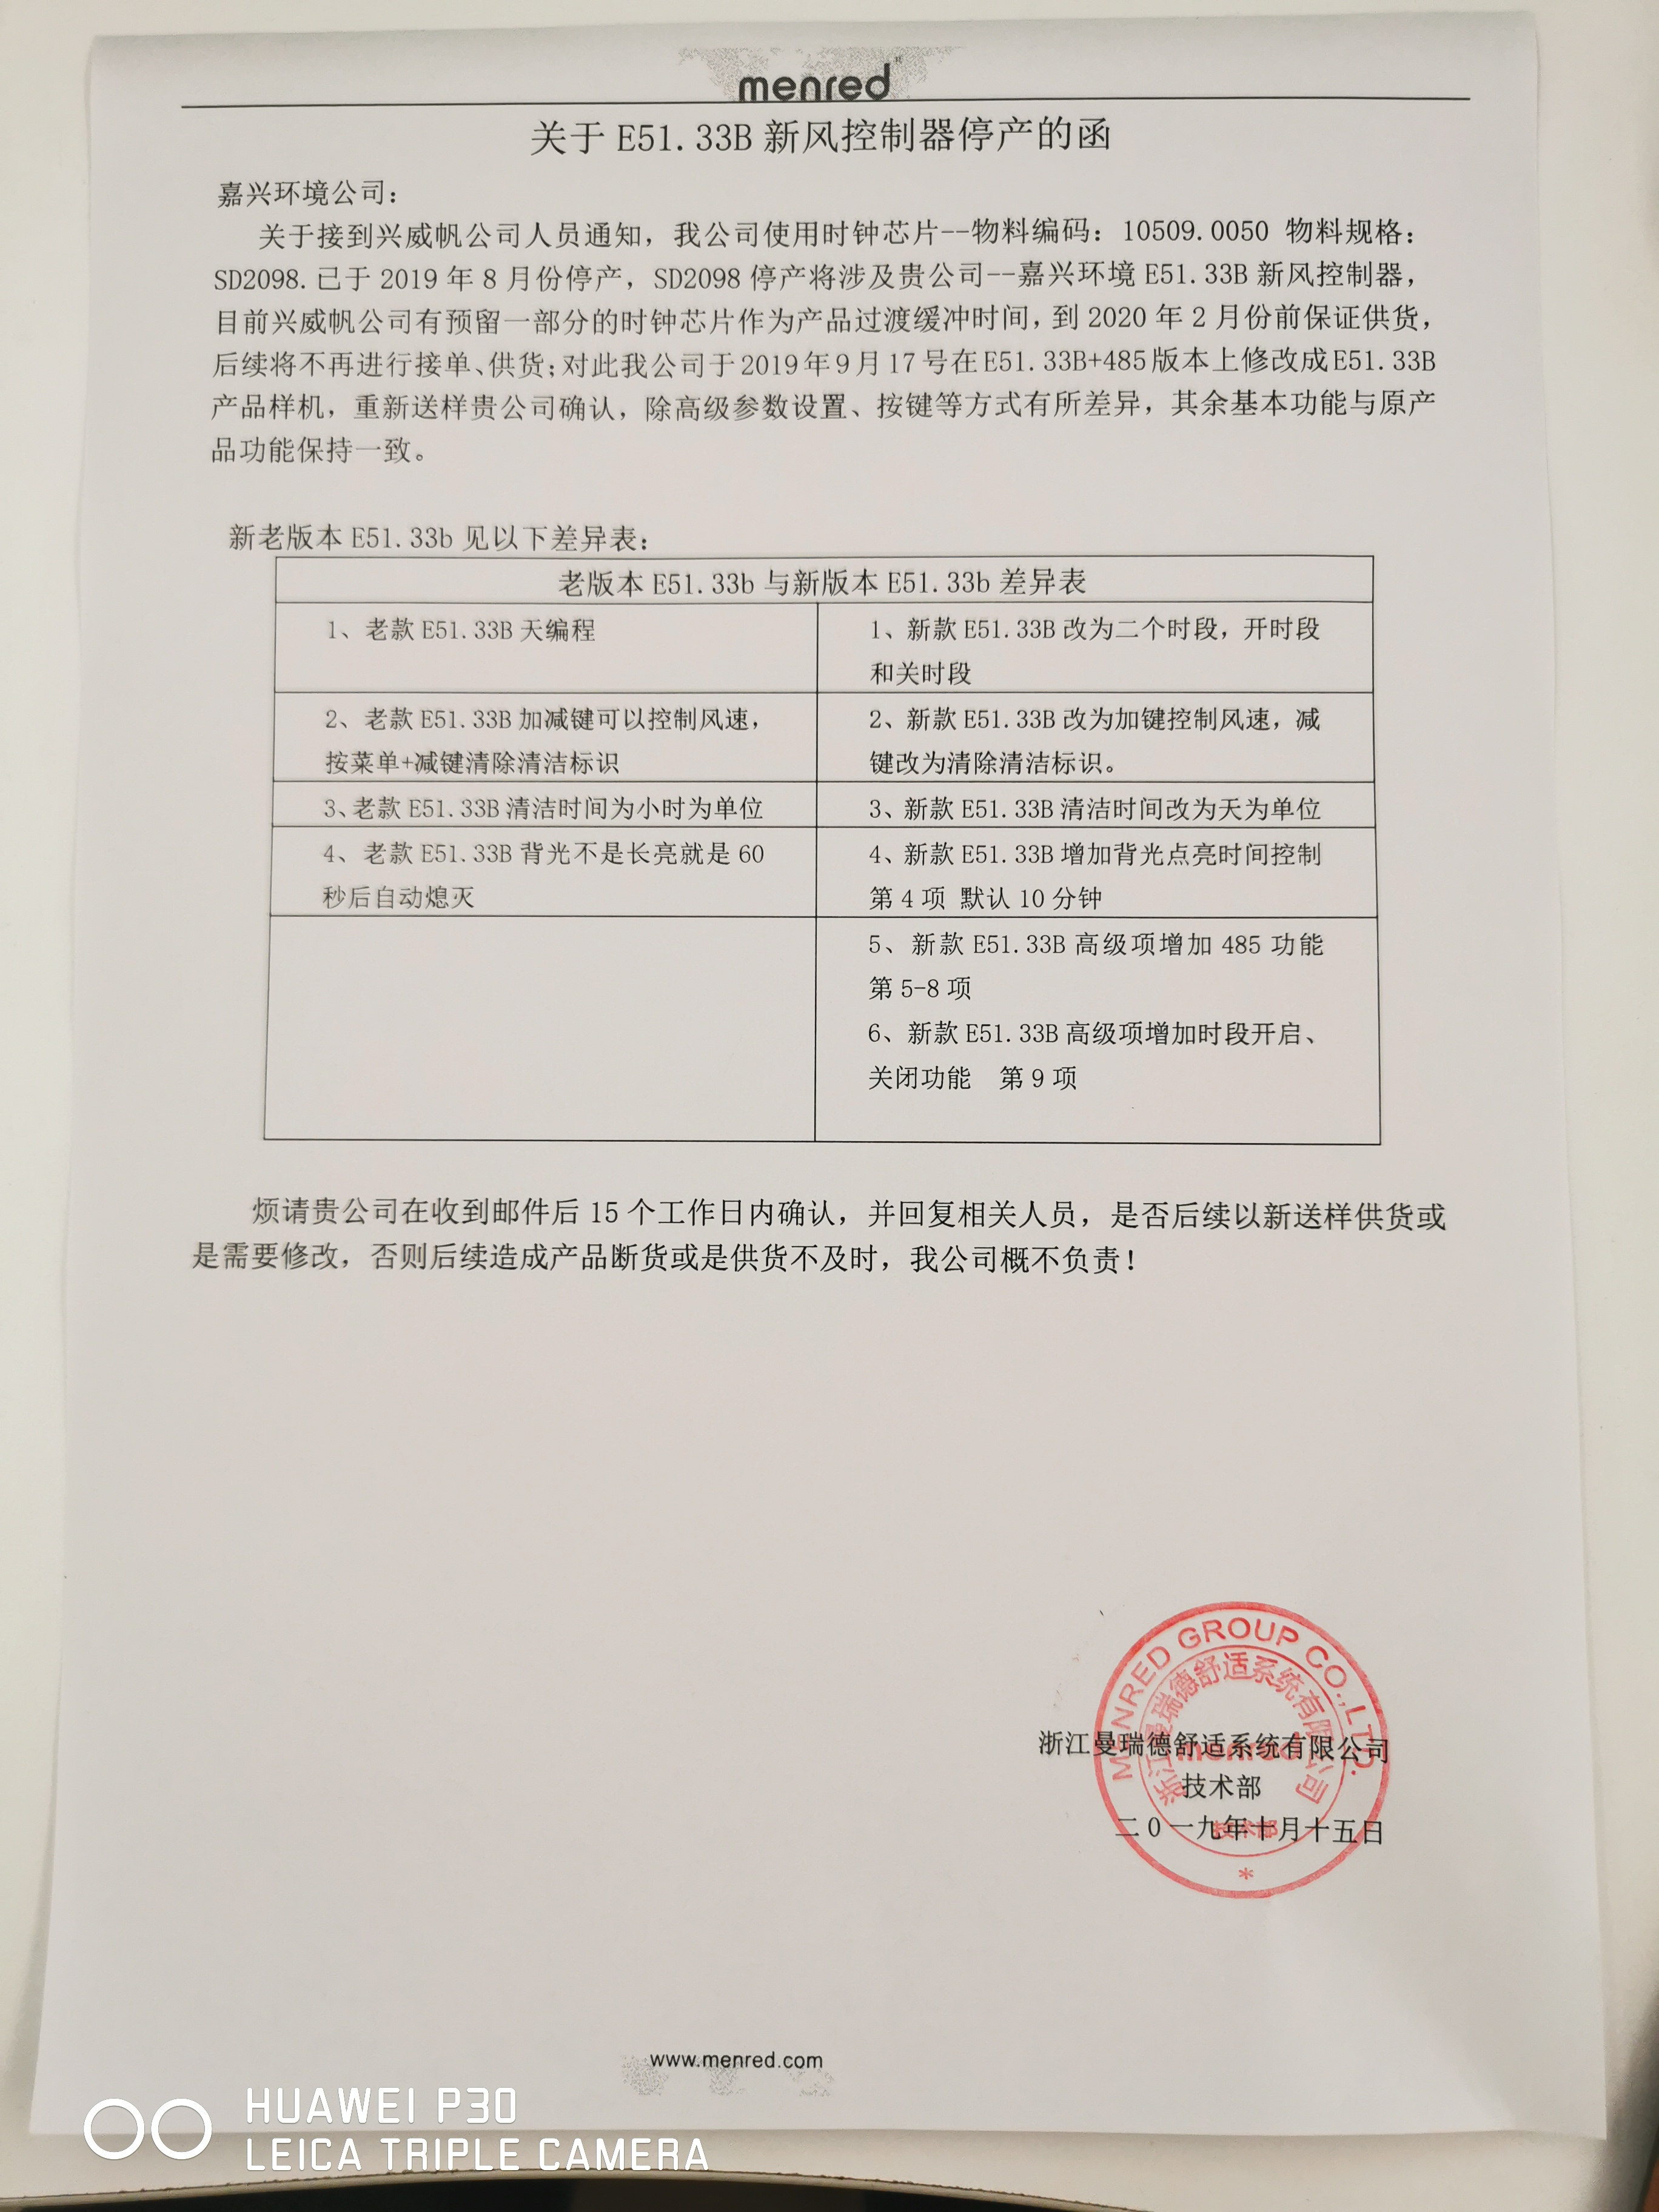 menred
关于 E51.33B 新风控制器停产的函
嘉兴环境公司：
关于接到兴威帆公司人员通知，我公司使用时钟芯片--物料编码：10509.0050 物料规格：
SD2098.已于 2019 年 8 月份停产，SD2098 停产将涉及贵公司--嘉兴环境 E51.33B 新风控制器，
目前兴威帆公司有预留一部分的时钟芯片作为产品过渡缓冲时间，到 2020 年 2 月份前保证供货，
后续将不再进行接单、供货；对此我公司于 2019 年 9 月 17 号在 E51.33B+485 版本上修改成 E51.33B
产品样机，重新送样贵公司确认，除高级参数设置、按键等方式有所差异，其余基本功能与原产
品功能保持一致。
新老版本 E51.33b 见以下差异表：
老版本 E51.33b 与新版本 E51.33b 差异表
1、老款 E51.33B 天编程
1、新款 E51.33B 改为二个时段，开时段
和关时段
2、老款 E51.33B 加减键可以控制风速，
按菜单+减键清除清洁标识
2、新款 E51.33B 改为加键控制风速，减
键改为清除清洁标识。
3、老款 E51.33B 清洁时间为小时为单位
3、新款 E51.33B 清洁时间改为天为单位
4、老款 E51.33B 背光不是长亮就是 60
秒后自动熄灭
4、新款 E51.33B 增加背光点亮时间控制
第 4 项 默认 10 分钟
5、新款 E51.33B 高级项增加 485 功能
第 5-8 项
6、新款 E51.33B 高级项增加时段开启、
关闭功能 第 9 项
烦请贵公司在收到邮件后 15 个工作日内确认，并回复相关人员，是否后续以新送样供货或
是需要修改，否则后续造成产品断货或是供货不及时，我公司概不负责！
MENRED GROUP CO.,LTD.
浙江曼瑞德舒适系统有限公司
menred
技术部
浙江曼瑞德舒适系统有限公司
技术部
二0一九年十月十五日
www.menred.com
HUAWEI P30
LEICA TRIPLE CAMERA